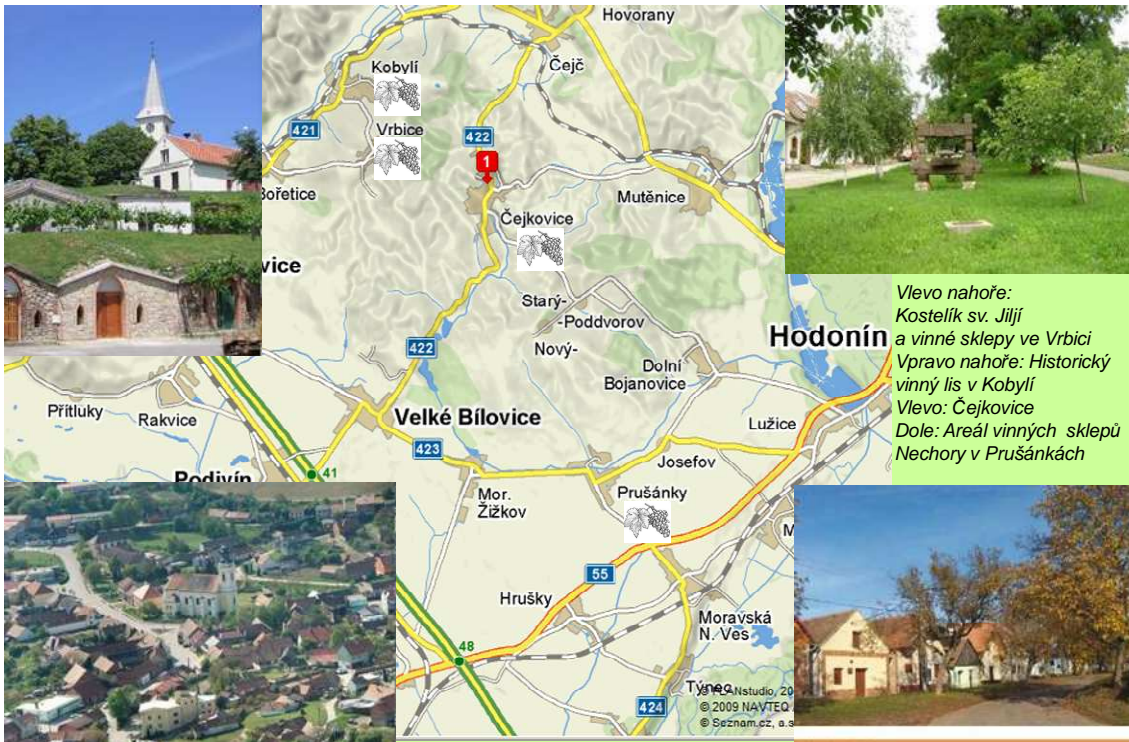 Hovorany
Čejč
Kobylí
421
Vrbice
422
1
Bořetice
Mutěnice
Čejkovice
vice
Starý-
-Poddvorov
Nový-
Hodonín
422
Dolní
Bojanovice
Přítluky
Rakvice
Velké Bílovice
Lužice
423
Podivín
41
Josefov
Mor.
Žižkov
Prušánky
M
55
Hrušky
Moravská
N. Ves
48
Týnec
424
© PLANstudio, 20
© 2009 NAVTEQ
© Seznam.cz, a.s
Vlevo nahoře:
Kostelík sv. Jiljí
a vinné sklepy ve Vrbici
Vpravo nahoře: Historický
vinný lis v Kobylí
Vlevo: Čejkovice
Dole: Areál vinných sklepů
Nechory v Prušánkách